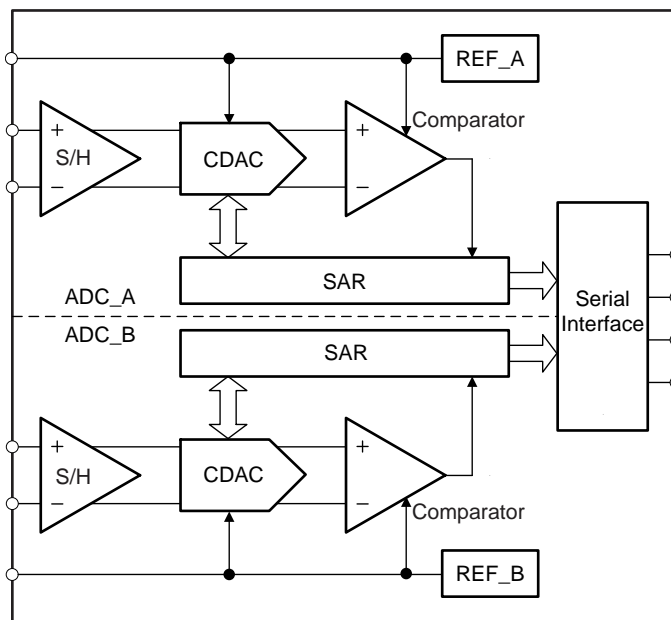 REF_A
Comparator
+
+
S/H
CDAC
−
−
SAR
ADC_A
Serial
Interface
ADC_B
SAR
+
+
S/H
CDAC
−
−
Comparator
REF_B